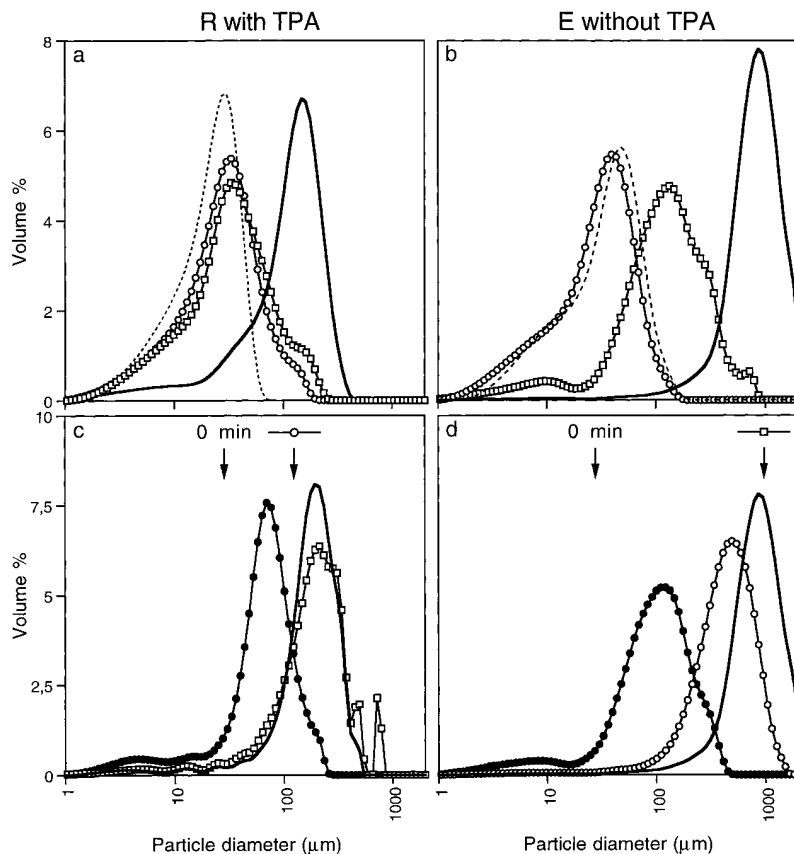 R with TPA
E without TPA
a
b
8
6
4
2
0
Volume %
c
d
0 min
0 min
10
7,5
5
2,5
0
Volume %
1
10
100
1000
1
10
100
1000
Particle diameter (μm)
Particle diameter (μm)